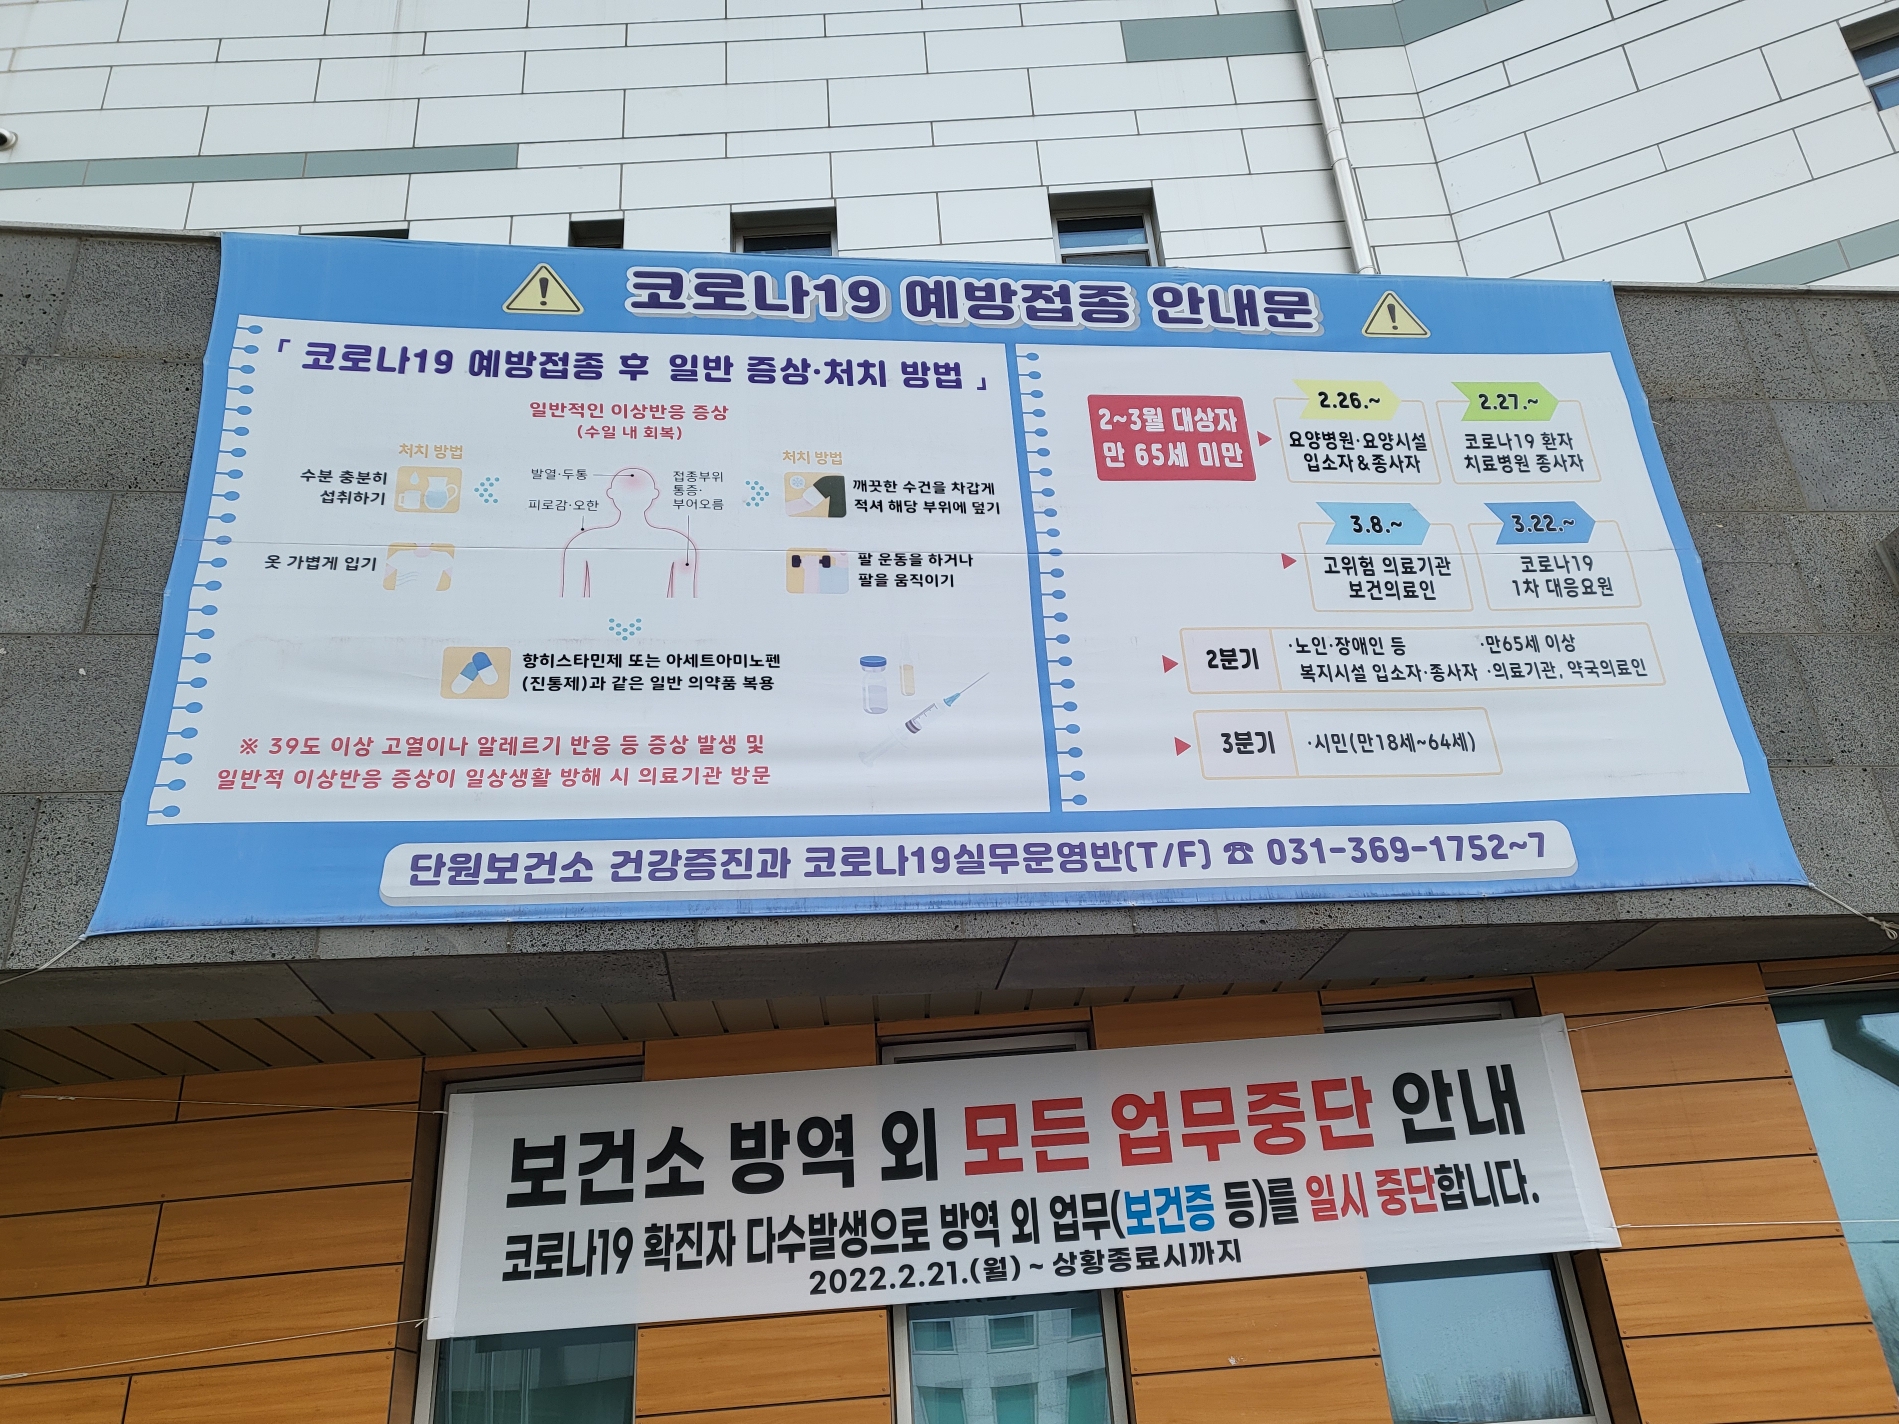 코로나19 예방접종 안내문
「 코로나19 예방접종 후 일반 증상·처치 방법 」
일반적인 이상반응 증상
(수일 내 회복)
처치 방법
수분 충분히
섭취하기
옷 가볍게 입기
발열·두통
피로감·오한
접종부위
통증·
부어오름
처치 방법
깨끗한 수건을 차갑게
적셔 해당 부위에 덮기
팔 운동을 하거나
팔을 움직이기
항히스타민제 또는 아세트아미노펜
(진통제)과 같은 일반 의약품 복용
※ 39도 이상 고열이나 알레르기 반응 등 증상 발생 및
일반적 이상반응 증상이 일상생활 방해 시 의료기관 방문
2~3월 대상자
만 65세 미만
2.26.~
요양병원·요양시설
입소자&종사자
2.27.~
코로나19 환자
치료병원 종사자
3.8.~
고위험 의료기관
보건의료인
3.22.~
코로나19
1차 대응요원
2분기
·노인·장애인 등
복지시설 입소자·종사자
·만65세 이상
·의료기관, 약국의료인
3분기
·시민(만18세~64세)
단원보건소 건강증진과 코로나19실무운영반(T/F) ☎ 031-369-1752~7
보건소 방역 외 모든 업무중단 안내
코로나19 확진자 다수발생으로 방역 외 업무(보건증 등)를 일시 중단합니다.
2022.2.21.(월) ~ 상황종료시까지